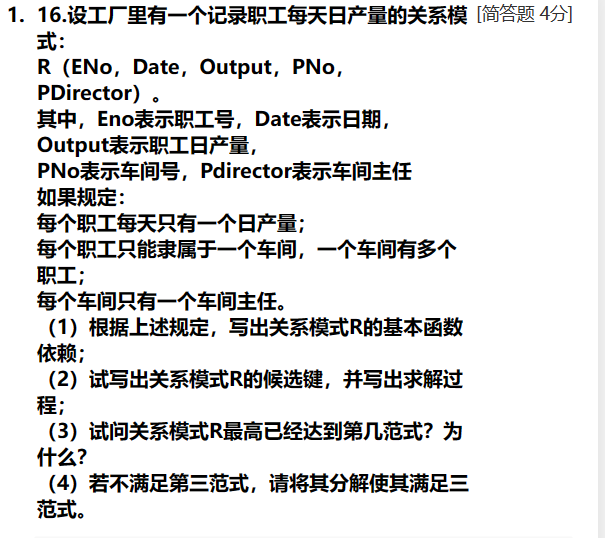 1. 16.设工厂里有一个记录职工每天日产量的关系模 [简答题 4分]
式：
R（ENo，Date，Output，PNo，
PDirector）。
其中，Eno表示职工号，Date表示日期，
Output表示职工日产量，
PNo表示车间号，Pdirector表示车间主任
如果规定：
每个职工每天只有一个日产量；
每个职工只能隶属于一个车间，一个车间有多个
职工；
每个车间只有一个车间主任。
（1）根据上述规定，写出关系模式R的基本函数
依赖；
（2）试写出关系模式R的候选键，并写出求解过
程；
（3）试问关系模式R最高已经达到第几范式？为
什么？
（4）若不满足第三范式，请将其分解使其满足三
范式。